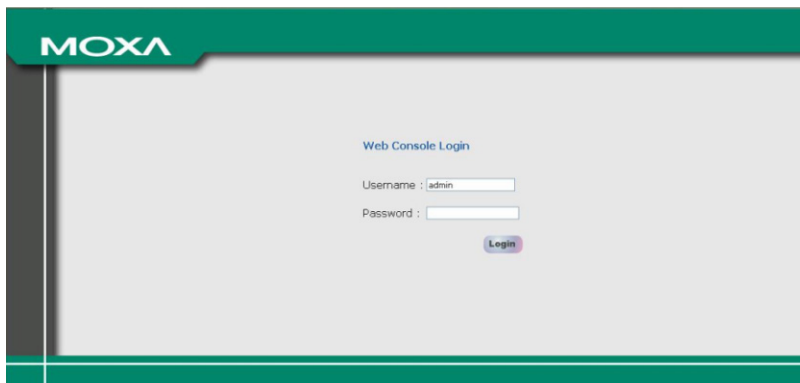 MOXA
Web Console Login
Username : admin
Password :
Login